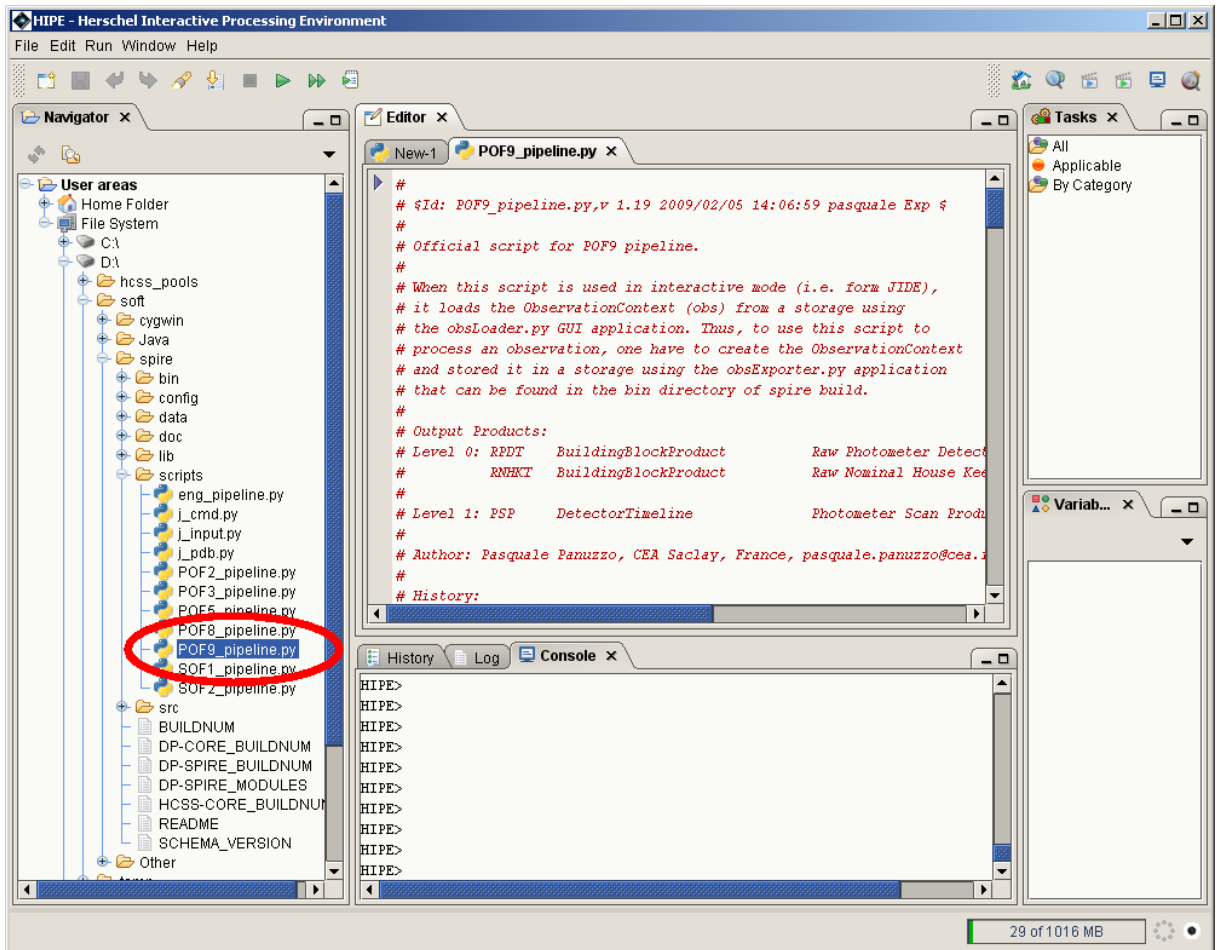 HIPE - Herschel Interactive Processing Environment
File Edit Run Window Help
Navigator
User areas
Home Folder
File System
C:\
D:\
hcss_pools
soft
cygwin
Java
spire
bin
config
data
doc
lib
scripts
eng_pipeline.py
j_cmd.py
j_input.py
j_pdb.py
POF2_pipeline.py
POF3_pipeline.py
POF5_pipeline.py
POF8_pipeline.py
POF9_pipeline.py
SOF1_pipeline.py
SOF2_pipeline.py
src
BUILDNUM
DP-CORE_BUILDNUM
DP-SPIRE_BUILDNUM
DP-SPIRE_MODULES
HCSS-CORE_BUILDNU
README
SCHEMA_VERSION
Other
Editor
New-1 POF9_pipeline.py
#
# $Id: POF9_pipeline.py,v 1.19 2009/02/05 14:06:59 pasquale Exp $
#
# Official script for POF9 pipeline.
#
# When this script is used in interactive mode (i.e. form JIDE),
# it loads the ObservationContext (obs) from a storage using
# the obsLoader.py GUI application. Thus, to use this script to
# process an observation, one have to create the ObservationContext
# and stored it in a storage using the obsExporter.py application
# that can be found in the bin directory of spire build.
#
# Output Products:
# Level 0: RPDT BuildingBlockProduct Raw Photometer Detect
# RNHKT BuildingBlockProduct Raw Nominal House Kee
#
# Level 1: PSP DetectorTimeline Photometer Scan Produ
#
# Author: Pasquale Panuzzo, CEA Saclay, France, pasquale.panuzzo@cea.
#
# History:
History Log Console
HIPE>
HIPE>
HIPE>
HIPE>
HIPE>
HIPE>
HIPE>
HIPE>
HIPE>
HIPE>
Tasks
All
Applicable
By Category
Variab...
29 of 1016 MB